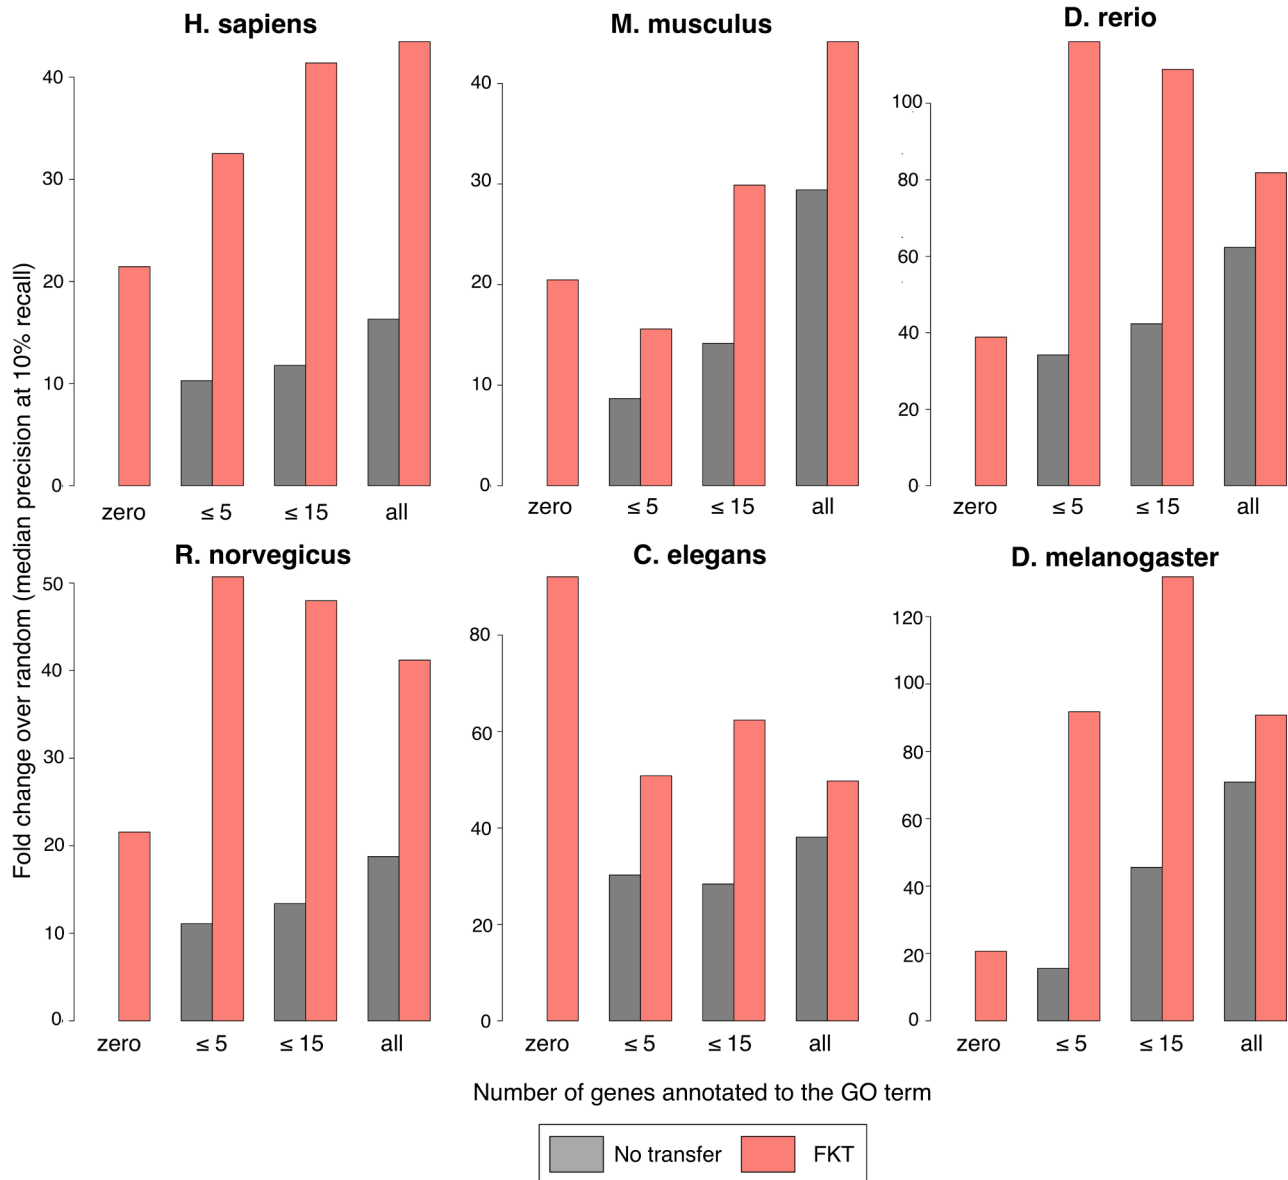 H. sapiens
M. musculus
D. rerio
40
30
20
10
0
zero
≤ 5
≤ 15
all
40
30
20
10
0
zero
≤ 5
≤ 15
all
100
80
60
40
20
0
zero
≤ 5
≤ 15
all
Fold change over random (median precision at 10% recall)
R. norvegicus
C. elegans
D. melanogaster
50
40
30
20
10
0
zero
≤ 5
≤ 15
all
80
60
40
20
0
zero
≤ 5
≤ 15
all
120
100
80
60
40
20
0
zero
≤ 5
≤ 15
all
Number of genes annotated to the GO term
No transfer
FKT